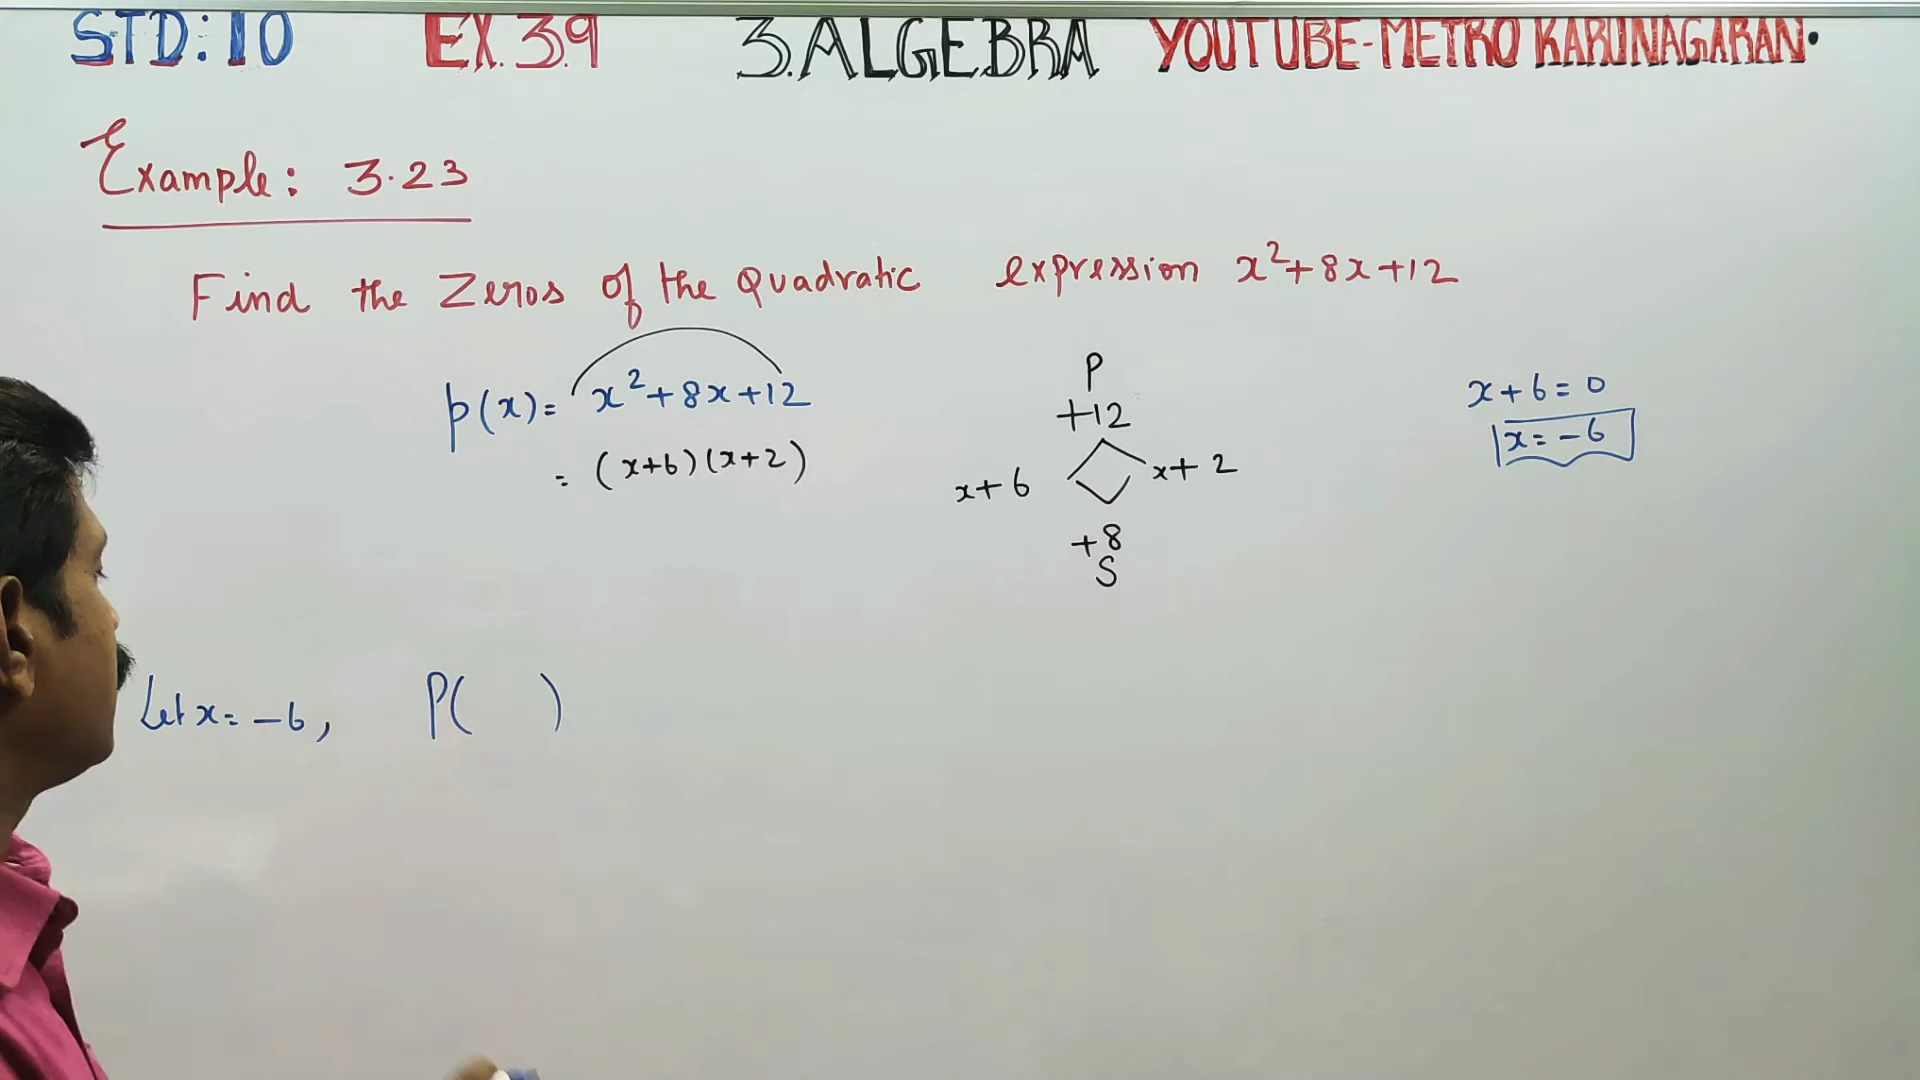 STD: 10 EX. 3.9 3. ALGEBRA YOUTUBE-METRO KARUNAGARAN.
Example: 3.23
Find the Zeros of the Quadratic expression x²+8x+12
p(x) = x²+8x+12
= (x+6)(x+2)
P
+12
x+6 x+2
+8
S
x+6=0
x=-6
Let x=-6, P( )